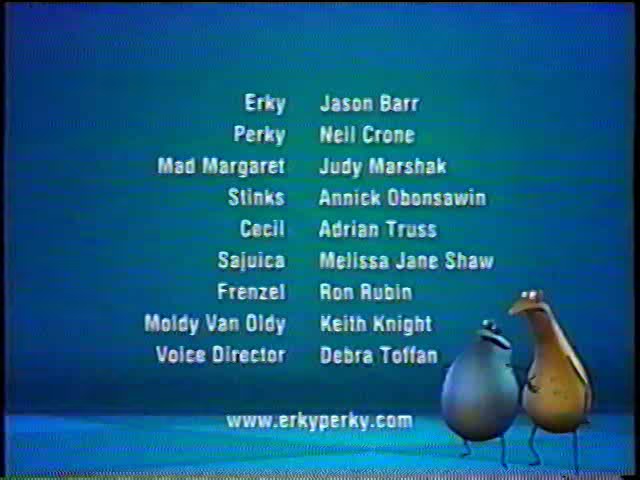 Erky Jason Barr
Perky Neil Crone
Mad Margaret Judy Marshak
Stinks Annick Obonsawin
Cecil Adrian Truss
Sajuica Melissa Jane Shaw
Frenzel Ron Rubin
Moldy Van Oldy Keith Knight
Voice Director Debra Toffan
www.erkyperky.com